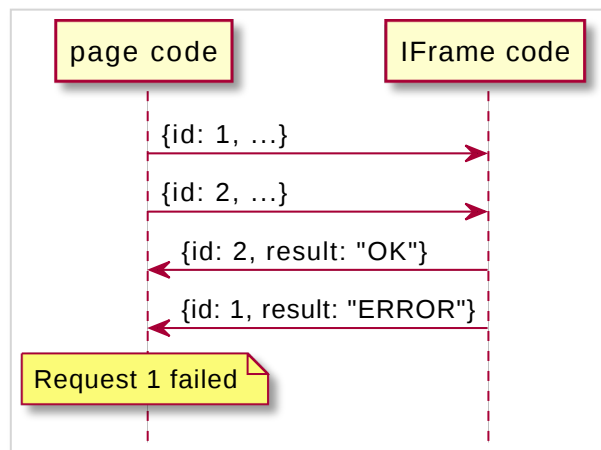 page code
IFrame code
{id: 1, ...}
{id: 2, ...}
{id: 2, result: "OK"}
{id: 1, result: "ERROR"}
Request 1 failed